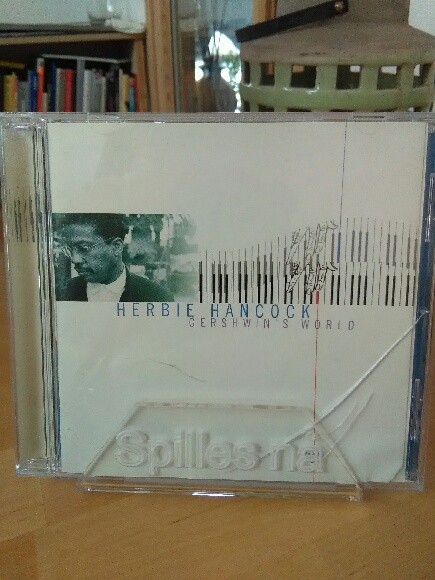 HERBIE HANCOCK
GERSHWIN'S WORLD
Spilles nå